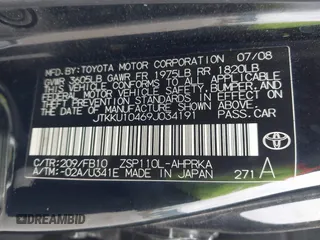 MFD. BY: TOYOTA MOTOR CORPORATION 07/08
GVWR 3605LB GAWR FR 1975LB RR 1820LB
THIS VEHICLE CONFORMS TO ALL APPLICABLE FEDERAL MOTOR
VEHICLE SAFETY, BUMPER, AND THEFT PREVENTION STANDARDS IN
EFFECT ON THE DATE OF MANUFACTURE SHOWN ABOVE.
JTKKU10469J034191 PASS.CAR
TOYOTA
C/TR:209/FB10 ZSP110L-AHPRKA
A/TM:-02A/U341E MADE IN JAPAN 271 A